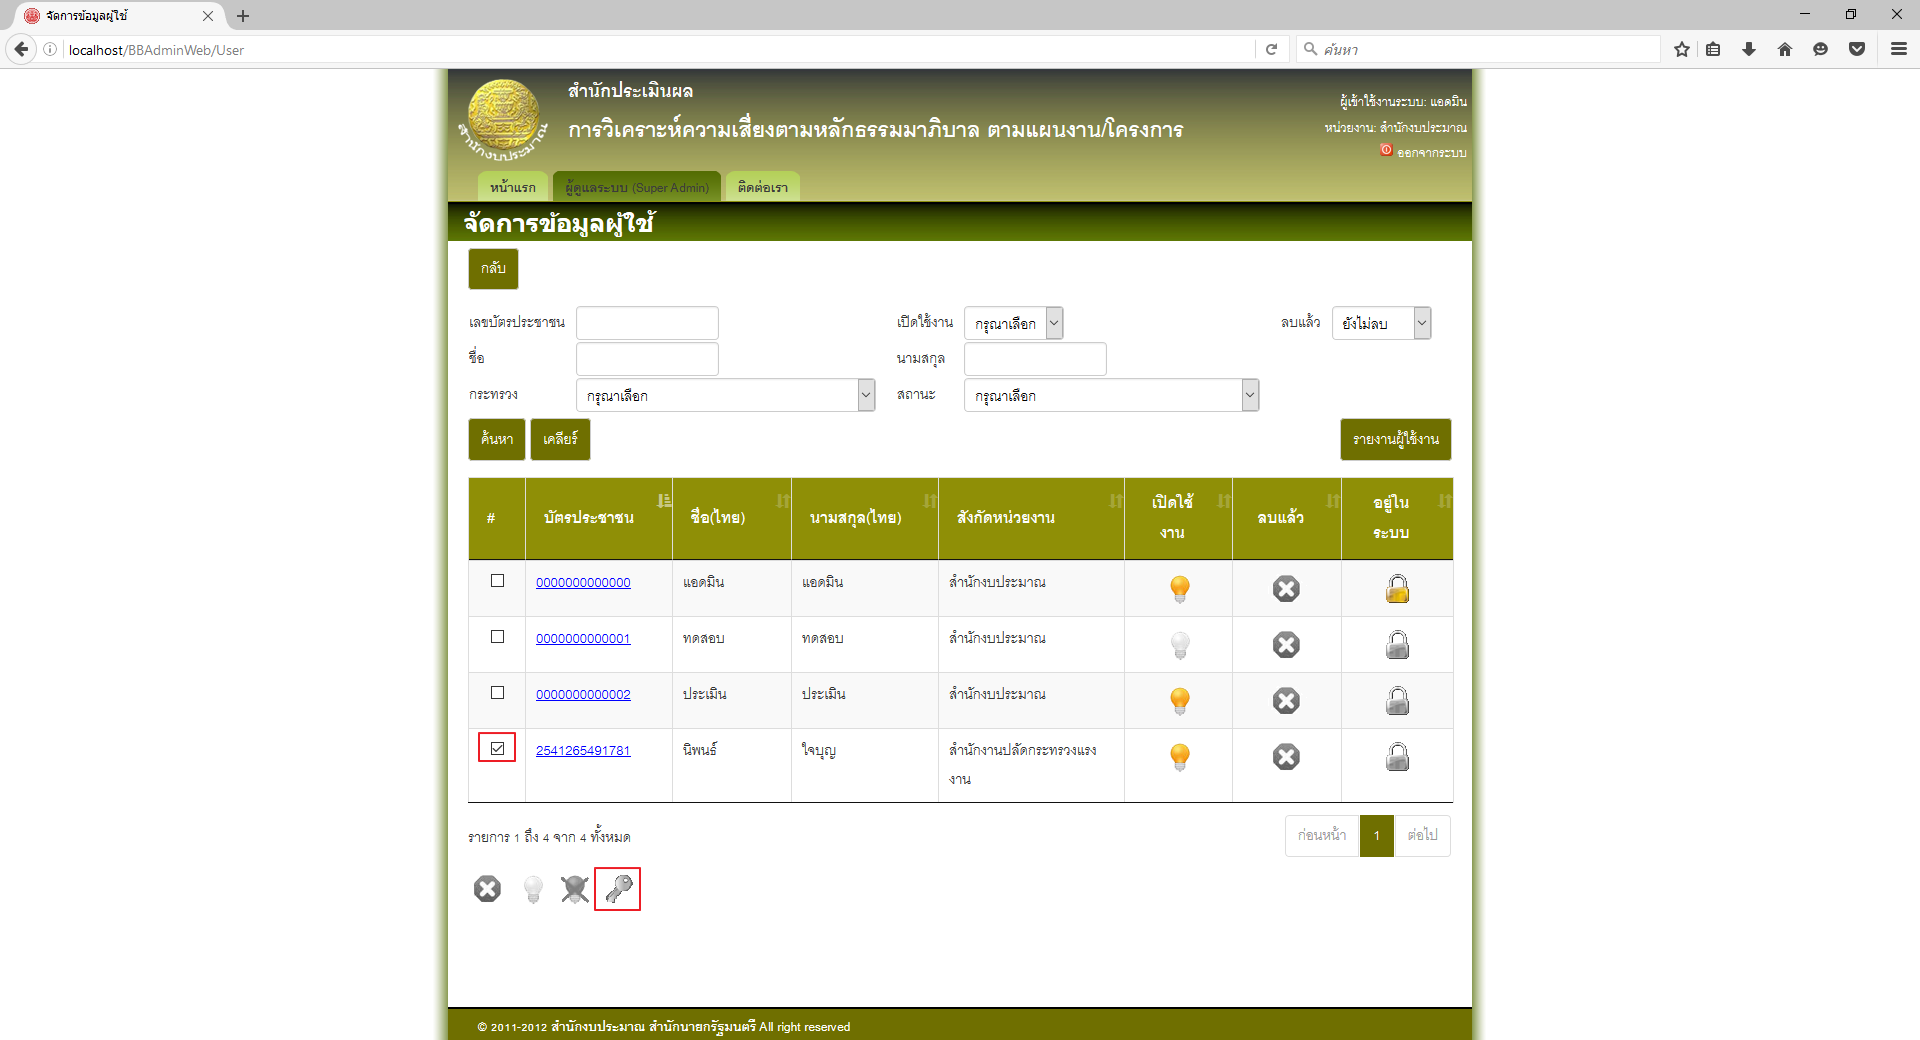 จัดการข้อมูลผู้ใช้
localhost/BBAdminWeb/User
ค้นหา
สำนักงบประมาณ
สำนักประเมินผล
การวิเคราะห์ความเสี่ยงตามหลักธรรมมาภิบาล ตามแผนงาน/โครงการ
ผู้เข้าใช้งานระบบ: แอดมิน
หน่วยงาน: สำนักงบประมาณ
ออกจากระบบ
หน้าแรก ผู้ดูแลระบบ (Super Admin) ติดต่อเรา
จัดการข้อมูลผู้ใช้
กลับ
เลขบัตรประชาชน เปิดใช้งาน กรุณาเลือก ลบแล้ว ยังไม่ลบ
ชื่อ นามสกุล
กระทรวง กรุณาเลือก สถานะ กรุณาเลือก
ค้นหา เคลียร์ รายงานผู้ใช้งาน
# บัตรประชาชน ชื่อ(ไทย) นามสกุล(ไทย) สังกัดหน่วยงาน เปิดใช้งาน ลบแล้ว อยู่ในระบบ
0000000000000 แอดมิน แอดมิน สำนักงบประมาณ
0000000000001 ทดสอบ ทดสอบ สำนักงบประมาณ
0000000000002 ประเมิน ประเมิน สำนักงบประมาณ
2541265491781 นิพนธ์ ใจบุญ สำนักงานปลัดกระทรวงแรงงาน
รายการ 1 ถึง 4 จาก 4 ทั้งหมด
ก่อนหน้า 1 ต่อไป
© 2011-2012 สำนักงบประมาณ สำนักนายกรัฐมนตรี All right reserved